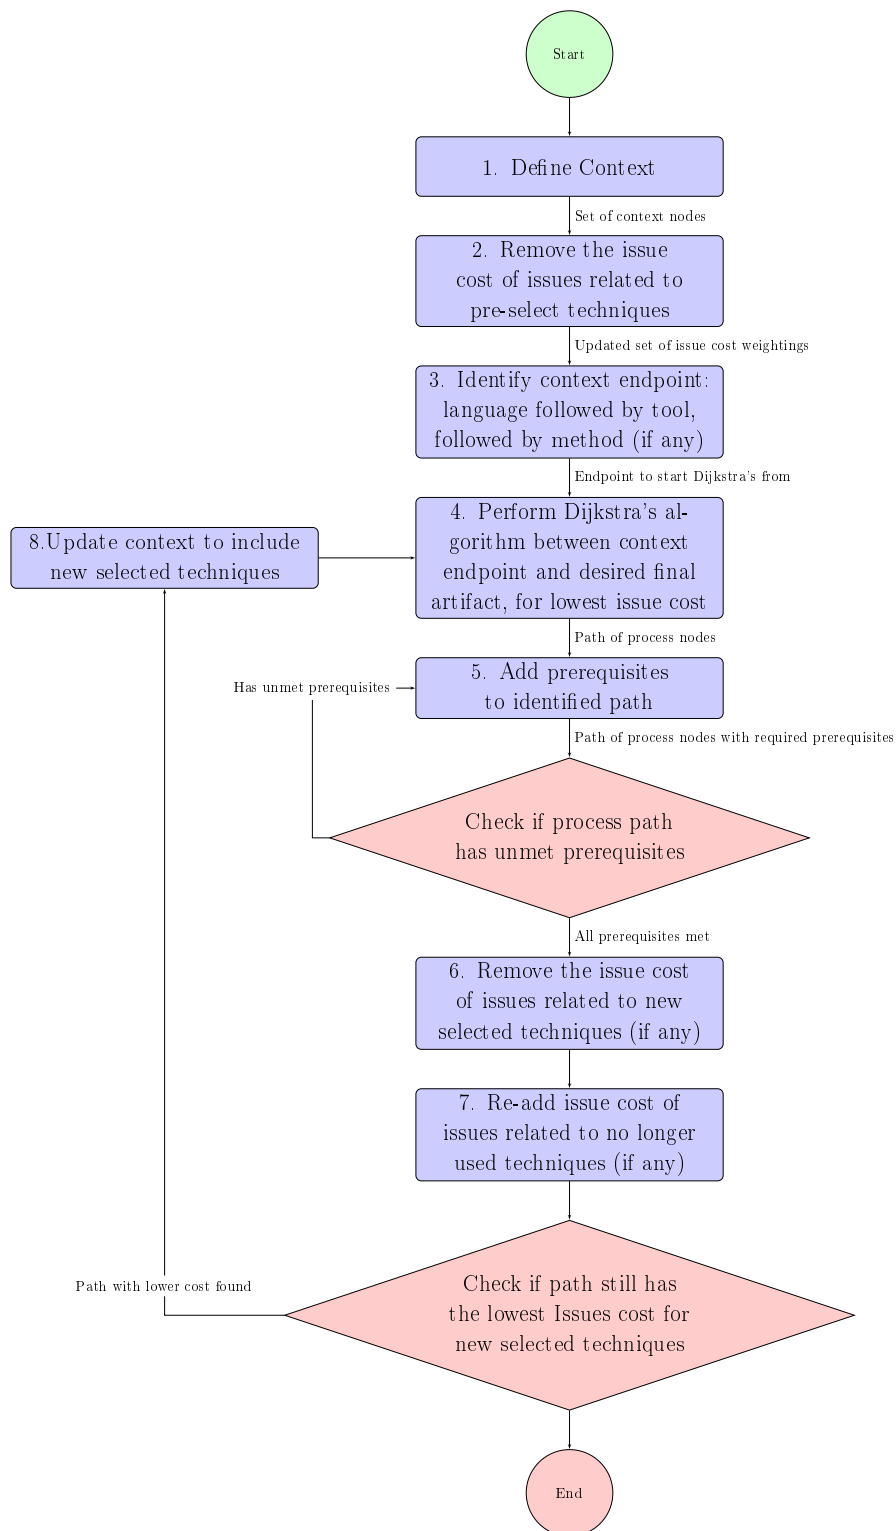 Start
1. Define Context
Set of context nodes
2. Remove the issue
cost of issues related to
pre-select techniques
Updated set of issue cost weightings
3. Identify context endpoint:
language followed by tool,
followed by method (if any)
Endpoint to start Dijkstra's from
4. Perform Dijkstra's al-
gorithm between context
endpoint and desired final
artifact, for lowest issue cost
8.Update context to include
new selected techniques
Path of process nodes
5. Add prerequisites
to identified path
Has unmet prerequisites
Path of process nodes with required prerequisites
Check if process path
has unmet prerequisites
All prerequisites met
6. Remove the issue cost
of issues related to new
selected techniques (if any)
7. Re-add issue cost of
issues related to no longer
used techniques (if any)
Check if path still has
the lowest Issues cost for
new selected techniques
Path with lower cost found
End